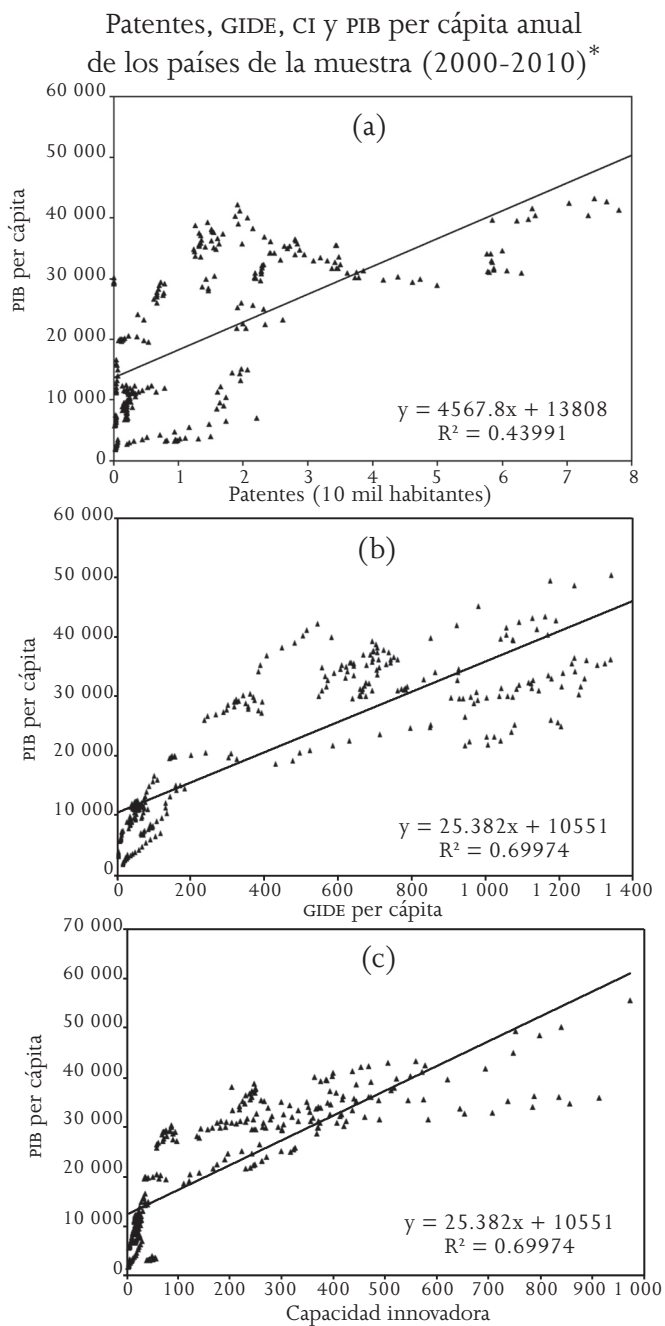 Patentes, GIDE, CI y PIB per cápita anual
de los países de la muestra (2000-2010)*
60 000
(a)
50 000
40 000
PIB per cápita
30 000
20 000
10 000
y = 4567.8x + 13808
R² = 0.43991
0
0 1 2 3 4 5 6 7 8
Patentes (10 mil habitantes)
60 000
(b)
50 000
40 000
PIB per cápita
30 000
20 000
10 000
y = 25.382x + 10551
R² = 0.69974
0
0 200 400 600 800 1 000 1 200 1 400
GIDE per cápita
70 000
(c)
60 000
50 000
PIB per cápita
40 000
30 000
20 000
10 000
y = 25.382x + 10551
R² = 0.69974
0
0 100 200 300 400 500 600 700 800 900 1 000
Capacidad innovadora